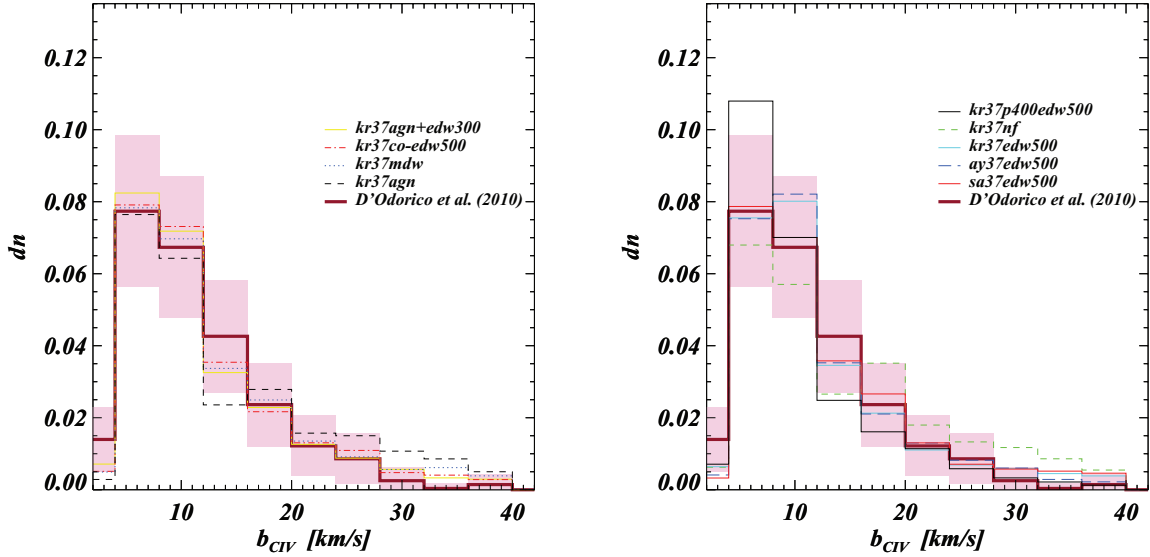 0.12
0.10
0.08
0.06
0.04
0.02
0.00
dn
kr37agn+edw300
kr37co-edw500
kr37mdw
kr37agn
D'Odorico et al. (2010)
10 20 30 40
b_CIV [km/s]
0.12
0.10
0.08
0.06
0.04
0.02
0.00
dn
kr37p400edw500
kr37nf
kr37edw500
ay37edw500
sa37edw500
D'Odorico et al. (2010)
10 20 30 40
b_CIV [km/s]